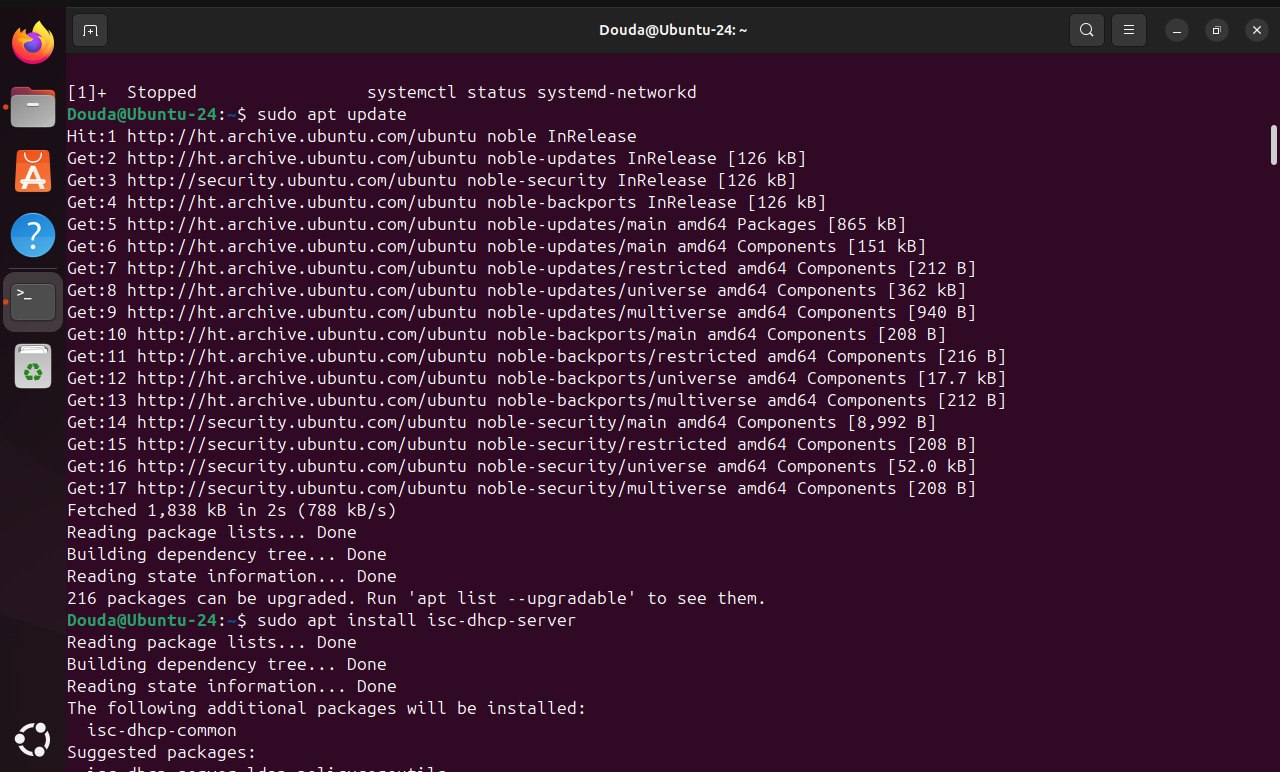 Douda@Ubuntu-24: ~
[1]+  Stopped                 systemctl status systemd-networkd
Douda@Ubuntu-24:~$ sudo apt update
Hit:1 http://ht.archive.ubuntu.com/ubuntu noble InRelease
Get:2 http://ht.archive.ubuntu.com/ubuntu noble-updates InRelease [126 kB]
Get:3 http://security.ubuntu.com/ubuntu noble-security InRelease [126 kB]
Get:4 http://ht.archive.ubuntu.com/ubuntu noble-backports InRelease [126 kB]
Get:5 http://ht.archive.ubuntu.com/ubuntu noble-updates/main amd64 Packages [865 kB]
Get:6 http://ht.archive.ubuntu.com/ubuntu noble-updates/main amd64 Components [151 kB]
Get:7 http://ht.archive.ubuntu.com/ubuntu noble-updates/restricted amd64 Components [212 B]
Get:8 http://ht.archive.ubuntu.com/ubuntu noble-updates/universe amd64 Components [362 kB]
Get:9 http://ht.archive.ubuntu.com/ubuntu noble-updates/multiverse amd64 Components [940 B]
Get:10 http://ht.archive.ubuntu.com/ubuntu noble-backports/main amd64 Components [208 B]
Get:11 http://ht.archive.ubuntu.com/ubuntu noble-backports/restricted amd64 Components [216 B]
Get:12 http://ht.archive.ubuntu.com/ubuntu noble-backports/universe amd64 Components [17.7 kB]
Get:13 http://ht.archive.ubuntu.com/ubuntu noble-backports/multiverse amd64 Components [212 B]
Get:14 http://security.ubuntu.com/ubuntu noble-security/main amd64 Components [8,992 B]
Get:15 http://security.ubuntu.com/ubuntu noble-security/restricted amd64 Components [208 B]
Get:16 http://security.ubuntu.com/ubuntu noble-security/universe amd64 Components [52.0 kB]
Get:17 http://security.ubuntu.com/ubuntu noble-security/multiverse amd64 Components [208 B]
Fetched 1,838 kB in 2s (788 kB/s)
Reading package lists... Done
Building dependency tree... Done
Reading state information... Done
216 packages can be upgraded. Run 'apt list --upgradable' to see them.
Douda@Ubuntu-24:~$ sudo apt install isc-dhcp-server
Reading package lists... Done
Building dependency tree... Done
Reading state information... Done
The following additional packages will be installed:
  isc-dhcp-common
Suggested packages: